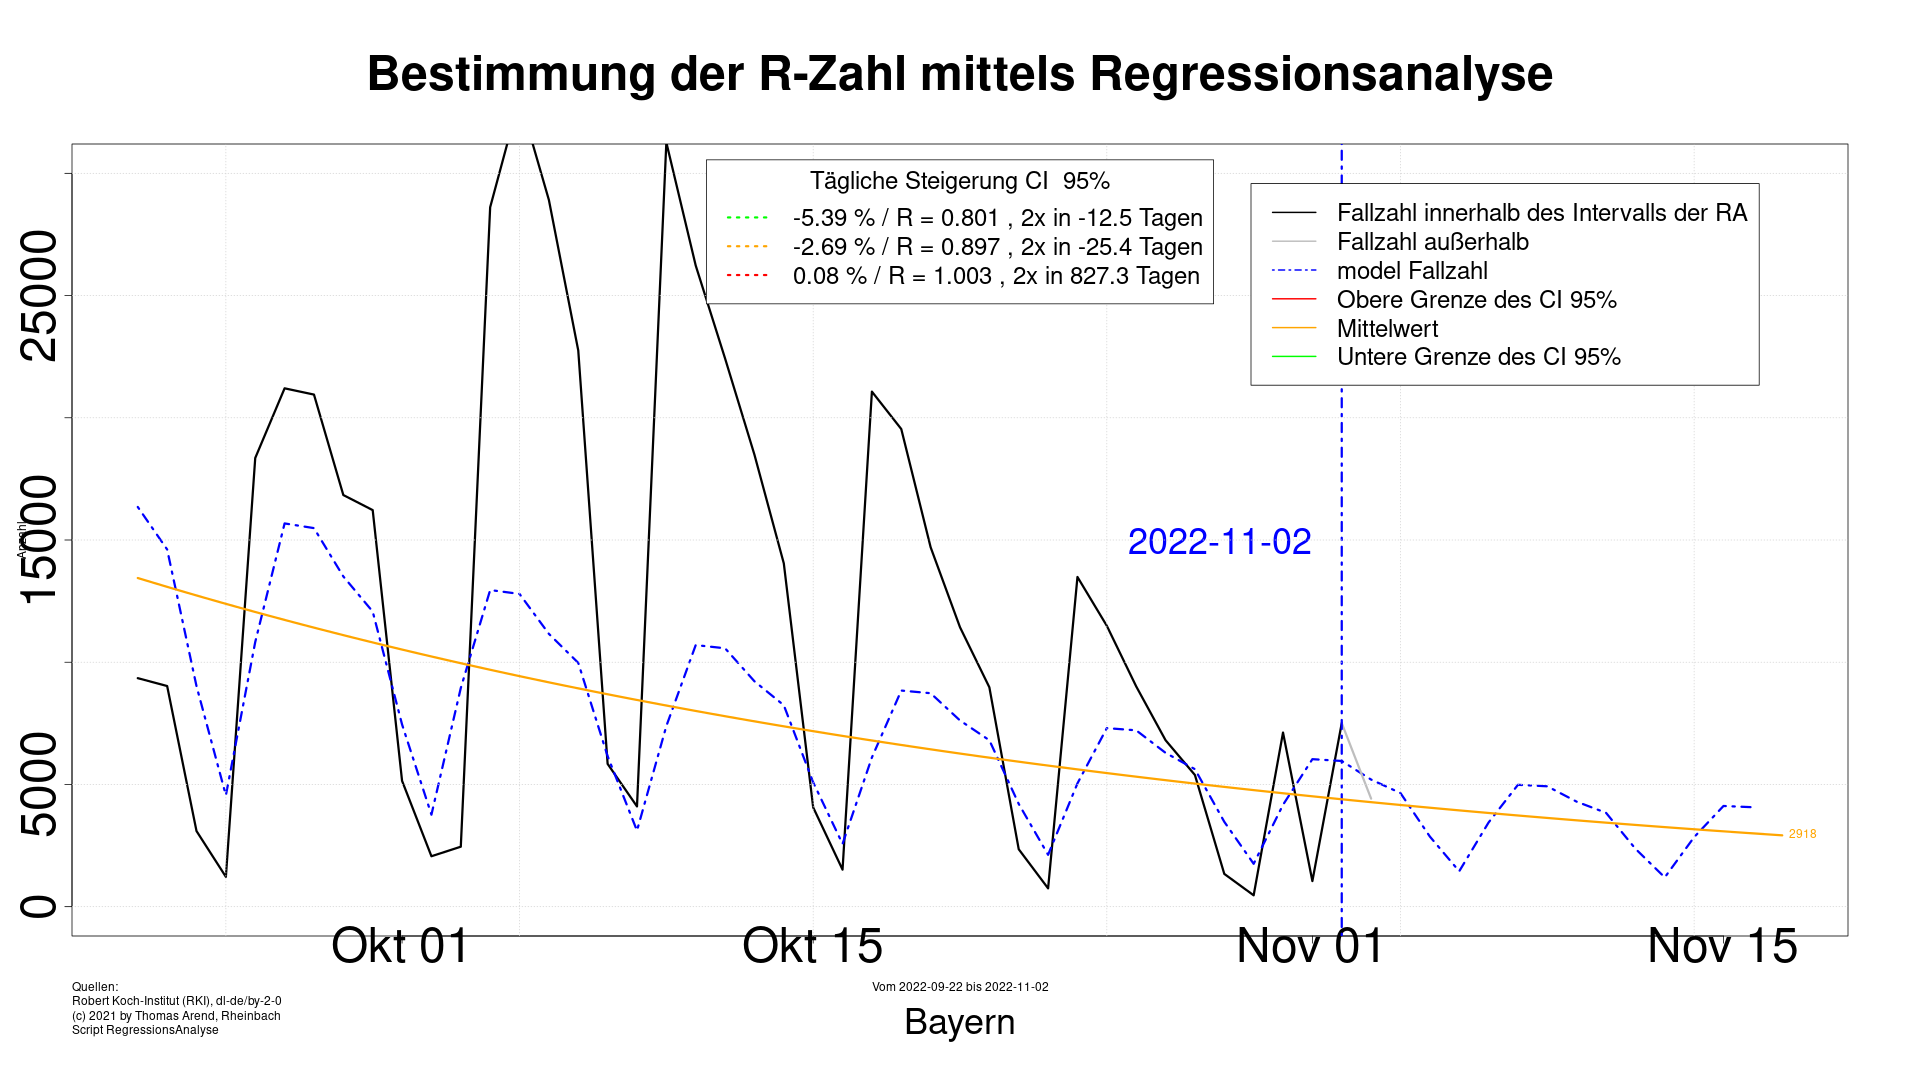 Bestimmung der R-Zahl mittels Regressionsanalyse
Tägliche Steigerung CI  95%
-5.39 % / R = 0.801 , 2x in -12.5 Tagen
-2.69 % / R = 0.897 , 2x in -25.4 Tagen
0.08 % / R = 1.003 , 2x in 827.3 Tagen
Fallzahl innerhalb des Intervalls der RA
Fallzahl außerhalb
model Fallzahl
Obere Grenze des CI 95%
Mittelwert
Untere Grenze des CI 95%
25000
15000
5000
0
Anzahl
2022-11-02
2918
Okt 01
Okt 15
Nov 01
Nov 15
Quellen:
Robert Koch-Institut (RKI), dl-de/by-2-0
(c) 2021 by Thomas Arend, Rheinbach
Script RegressionsAnalyse
Vom 2022-09-22 bis 2022-11-02
Bayern